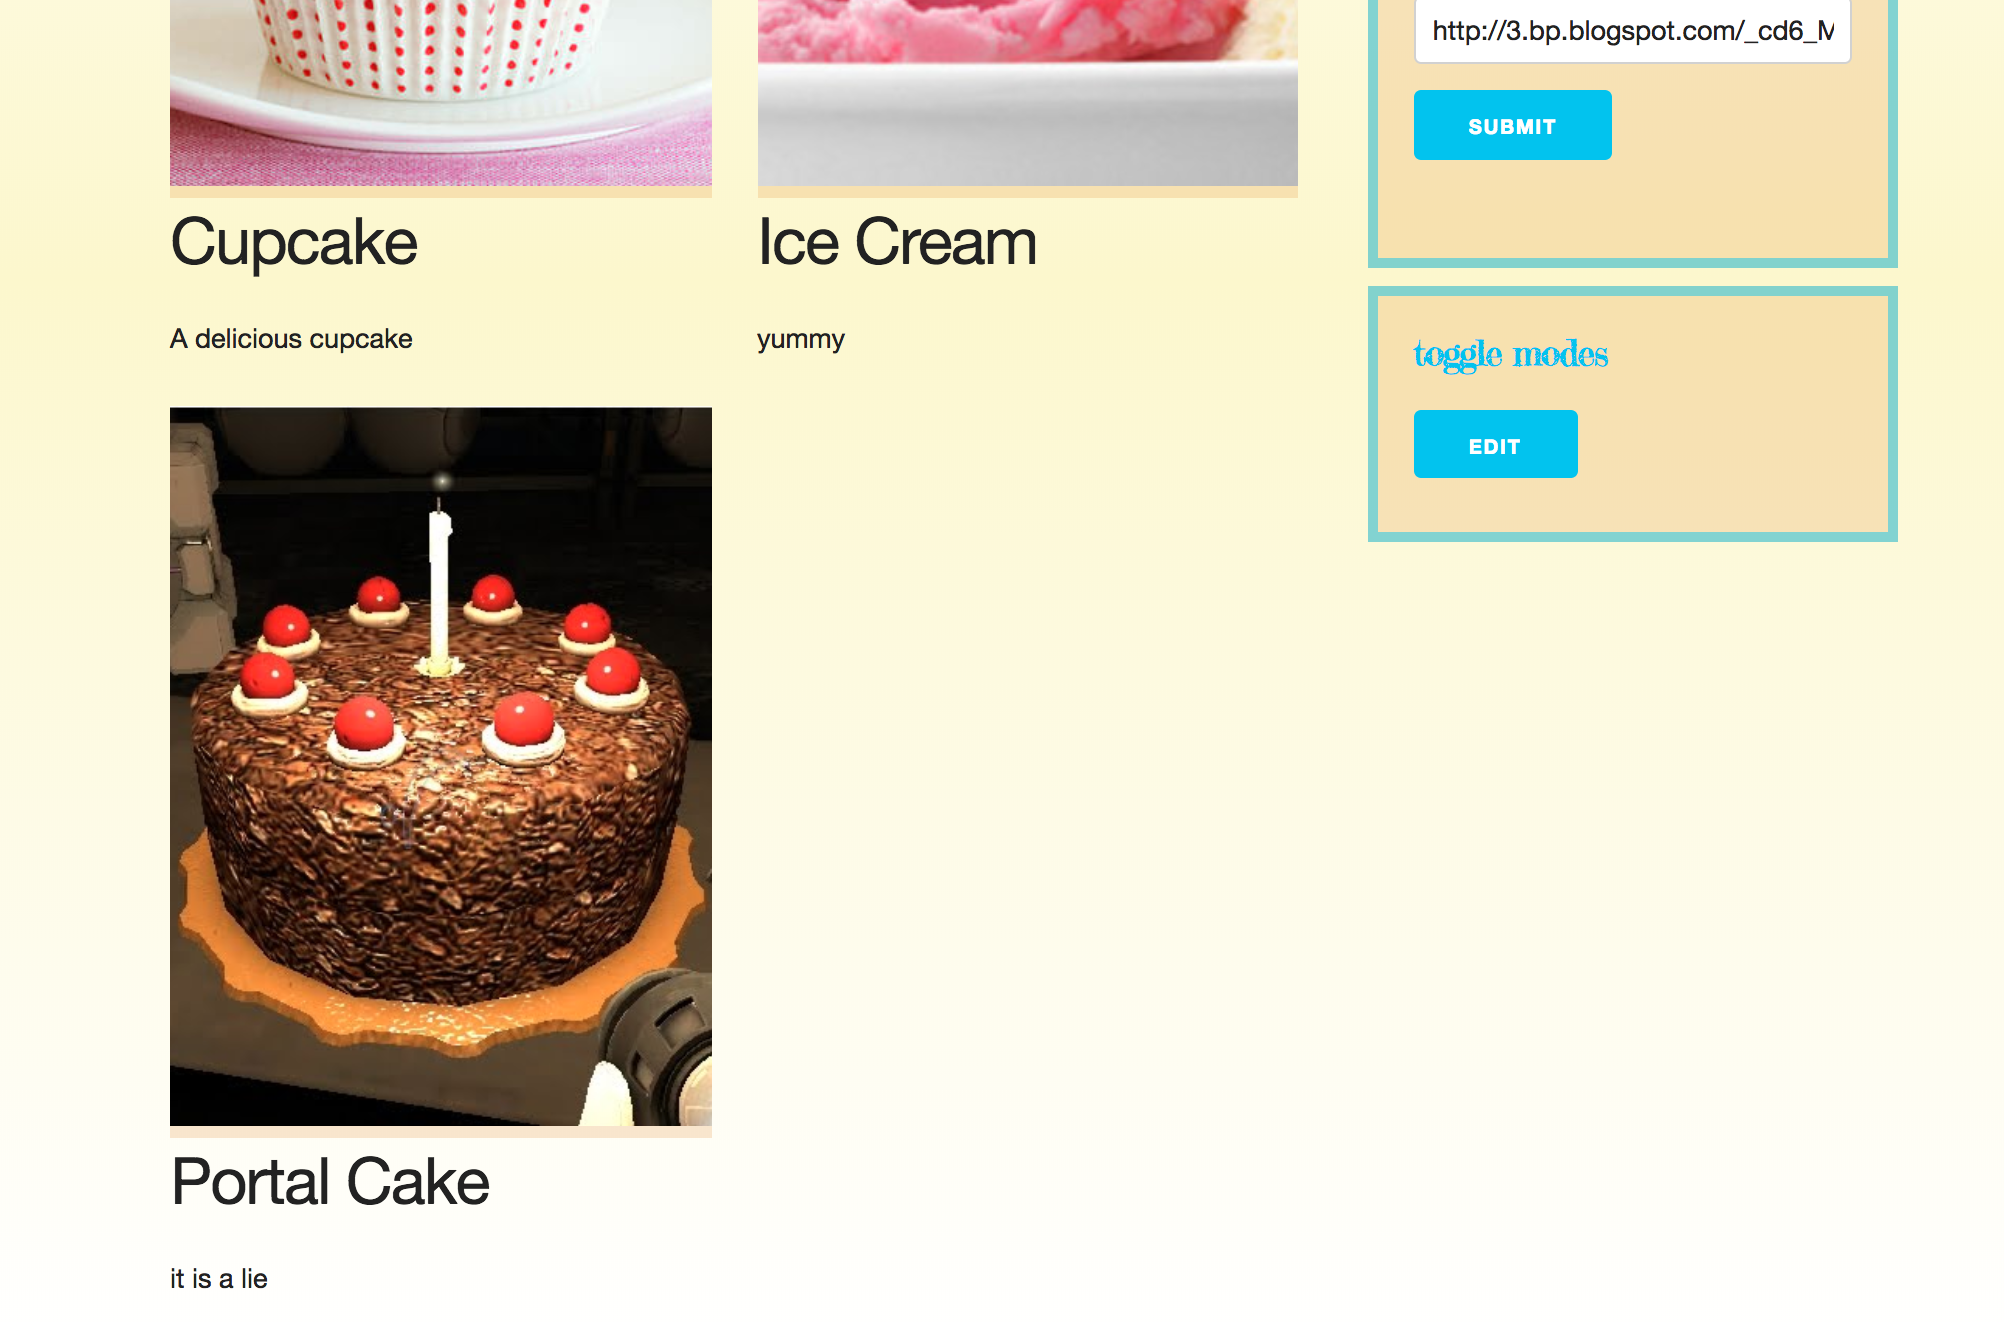 http://3.bp.blogspot.com/_cd6_M
SUBMIT
Cupcake
Ice Cream
A delicious cupcake
yummy
toggle modes
EDIT
Portal Cake
it is a lie